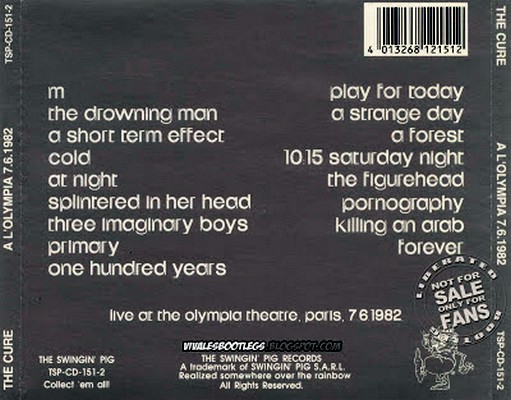 TSP-CD-151-2
A L'OLYMPIA 7.6.1982
THE CURE
4 013268 121512
m
the drowning man
a short term effect
cold
at night
splintered in her head
three imaginary boys
primary
one hundred years
play for today
a strange day
a forest
10.15 saturday night
the figurehead
pornography
killing an arab
forever
live at the olympia theatre, paris, 7.6.1982
VIVALESBOOTLEGS.BLOGSPOT.COM
THE SWINGIN' PIG
TSP-CD-151-2
Collect 'em all!
THE SWINGIN' PIG RECORDS
A trademark of SWINGIN' PIG S.A.R.L.
Realized somewhere over the rainbow
All Rights Reserved.
LIBERATED
NOT FOR
SALE
ONLY FOR
FANS
THE CURE
A L'OLYMPIA 7.6.1982
TSP-CD-151-2